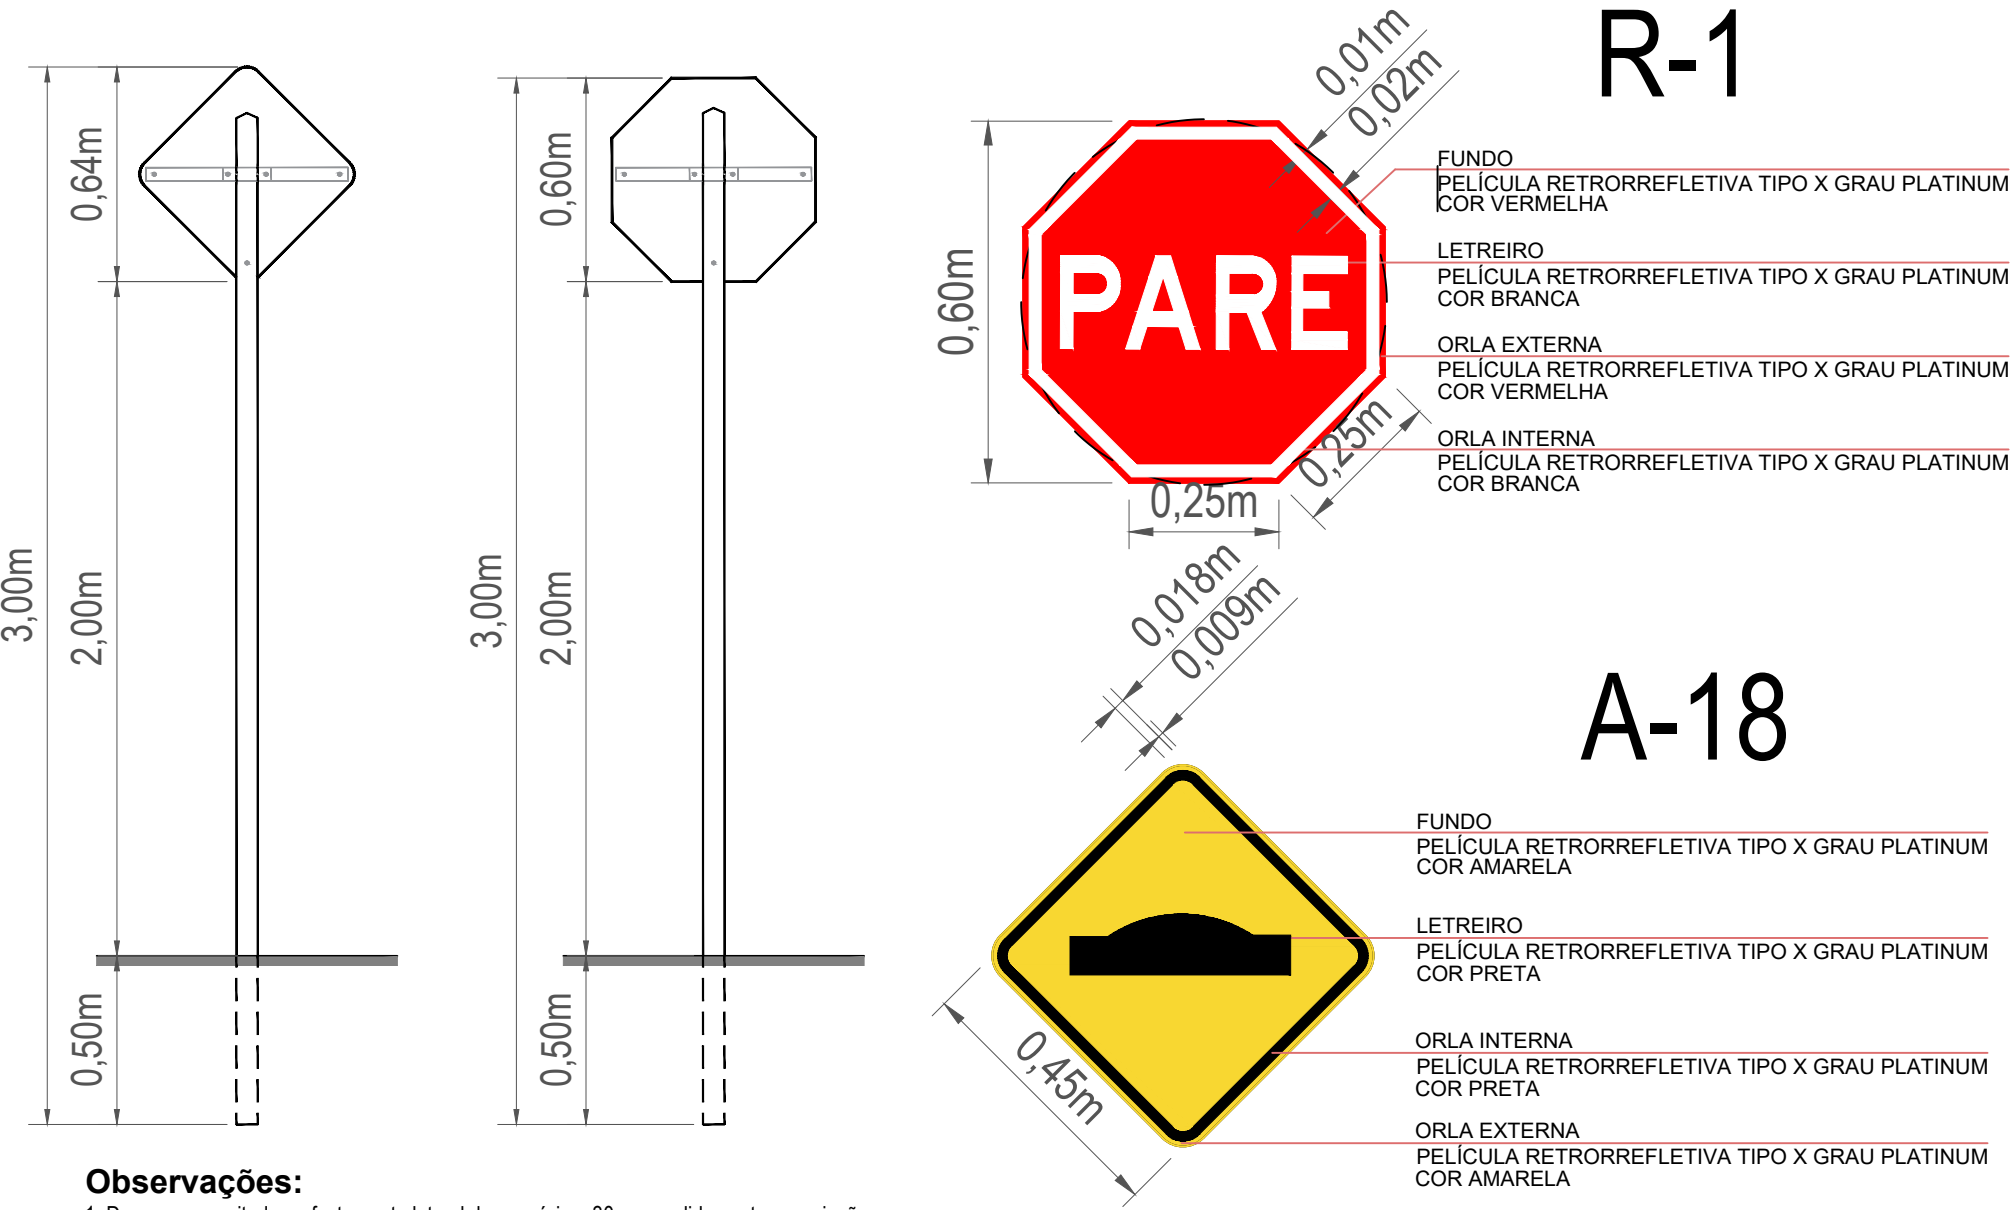 3,00m
0,64m
2,00m
0,50m
3,00m
0,60m
2,00m
0,50m
R-1
0,01m
0,02m
0,60m
PARE
0,25m
0,25m
FUNDO
PELÍCULA RETRORREFLETIVA TIPO X GRAU PLATINUM
COR VERMELHA
LETREIRO
PELÍCULA RETRORREFLETIVA TIPO X GRAU PLATINUM
COR BRANCA
ORLA EXTERNA
PELÍCULA RETRORREFLETIVA TIPO X GRAU PLATINUM
COR VERMELHA
ORLA INTERNA
PELÍCULA RETRORREFLETIVA TIPO X GRAU PLATINUM
COR BRANCA
A-18
0,018m
0,009m
0,45m
FUNDO
PELÍCULA RETRORREFLETIVA TIPO X GRAU PLATINUM
COR AMARELA
LETREIRO
PELÍCULA RETRORREFLETIVA TIPO X GRAU PLATINUM
COR PRETA
ORLA INTERNA
PELÍCULA RETRORREFLETIVA TIPO X GRAU PLATINUM
COR PRETA
ORLA EXTERNA
PELÍCULA RETRORREFLETIVA TIPO X GRAU PLATINUM
COR AMARELA
Observações: